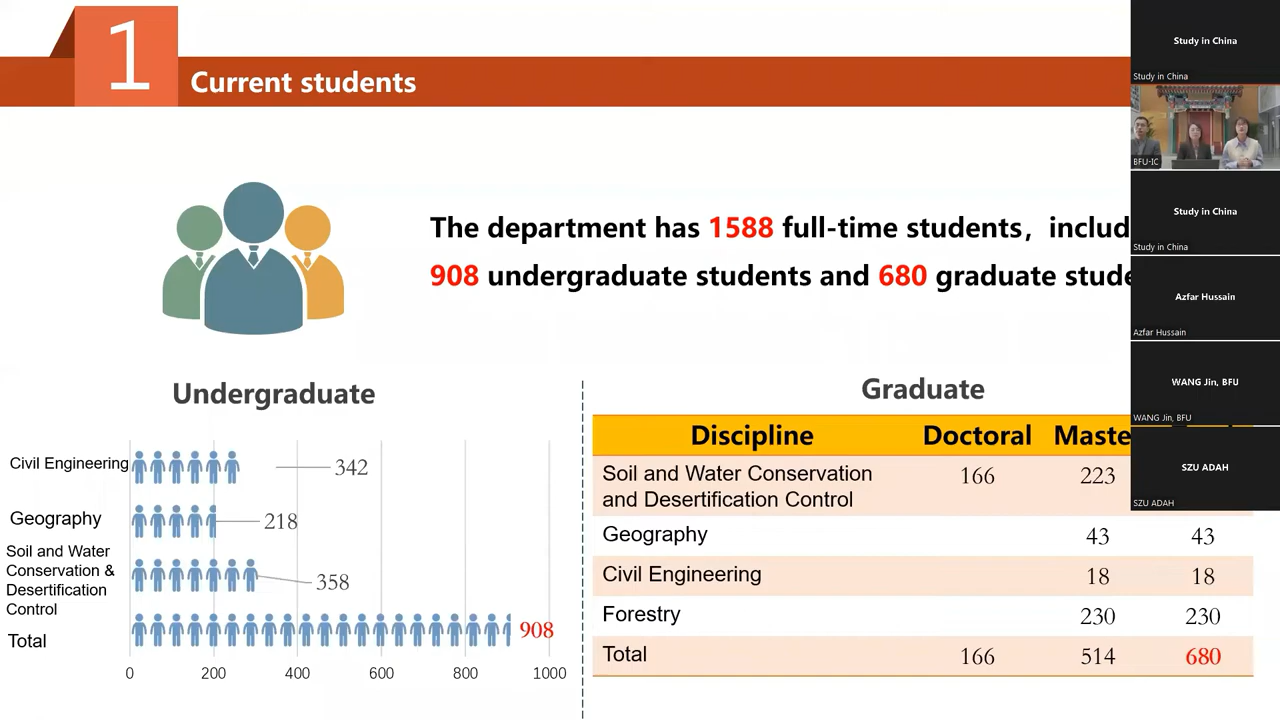 1
Current students
The department has 1588 full-time students, includ
908 undergraduate students and 680 graduate stude
Undergraduate
Civil Engineering 342
Geography 218
Soil and Water
Conservation &
Desertification
Control
358
Total 908
0 200 400 600 800 1000
Graduate
Discipline Doctoral Maste
Soil and Water Conservation
and Desertification Control
166 223
Geography 43 43
Civil Engineering 18 18
Forestry 230 230
Total 166 514 680
Study in China
Study in China
BFU-IC
Study in China
Study in China
Azfar Hussain
Azfar Hussain
WANG Jin, BFU
WANG Jin, BFU
SZU ADAH
SZU ADAH